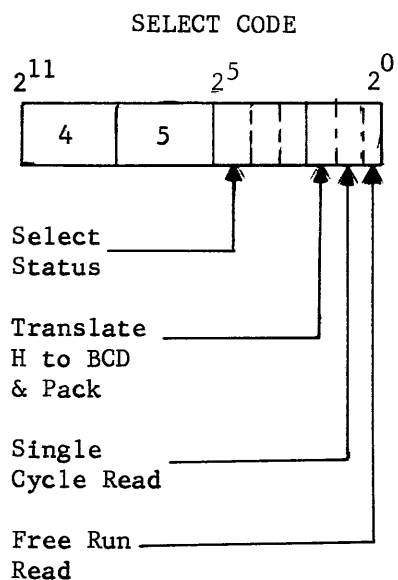 SELECT CODE
2^11 2^5 2^0
4 5
Select
Status
Translate
H to BCD
& Pack
Single
Cycle Read
Free Run
Read